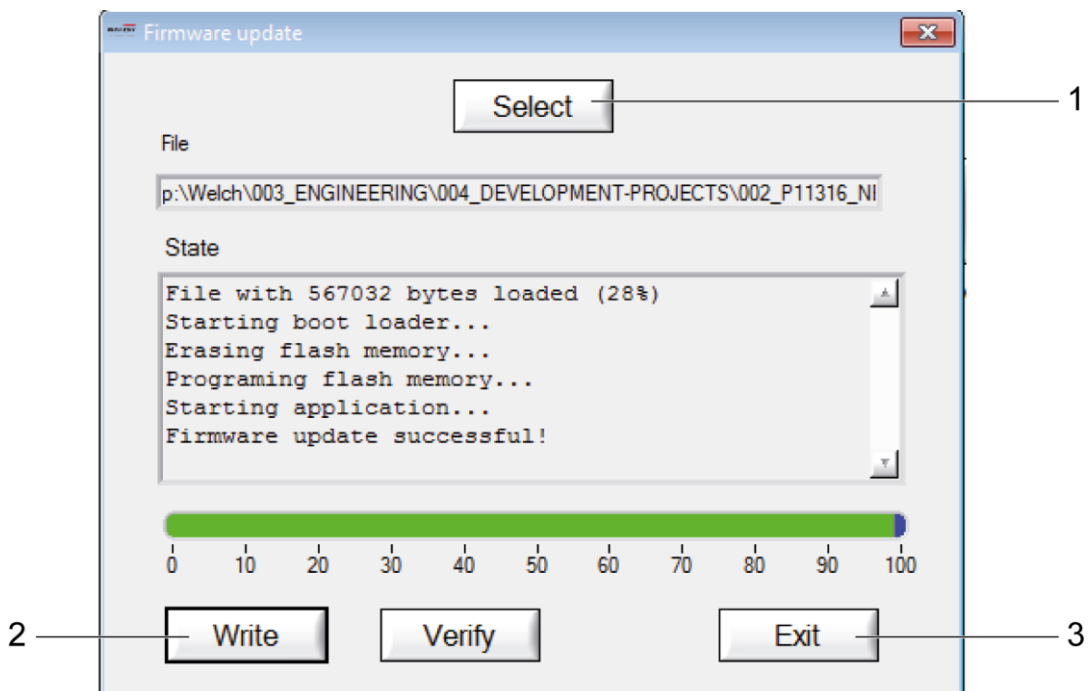 Firmware update
Select
1
File
p:\Welch\003_ENGINEERING\004_DEVELOPMENT-PROJECTS\002_P11316_NI
State
File with 567032 bytes loaded (28%)
Starting boot loader...
Erasing flash memory...
Programing flash memory...
Starting application...
Firmware update successful!
0 10 20 30 40 50 60 70 80 90 100
2 Write Verify Exit 3